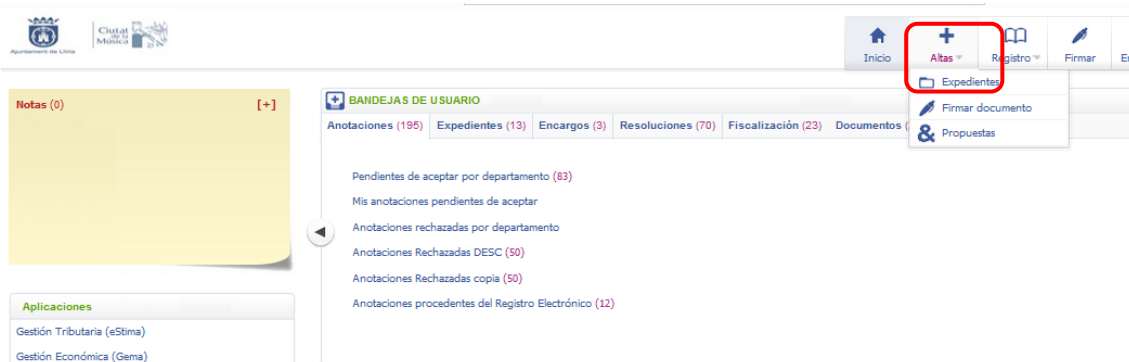 Ajuntament de Llíria
Ciutat
de la
Música
Inicio
Altas
Registro
Firmar
Expedientes
Firmar documento
Propuestas
Notas (0) [+]
BANDEJAS DE USUARIO
Anotaciones (195) Expedientes (13) Encargos (3) Resoluciones (70) Fiscalización (23) Documentos (
Pendientes de aceptar por departamento (83)
Mis anotaciones pendientes de aceptar
Anotaciones rechazadas por departamento
Anotaciones Rechazadas DESC (50)
Anotaciones Rechazadas copia (50)
Anotaciones procedentes del Registro Electrónico (12)
Aplicaciones
Gestión Tributaria (eStima)
Gestión Económica (Gema)